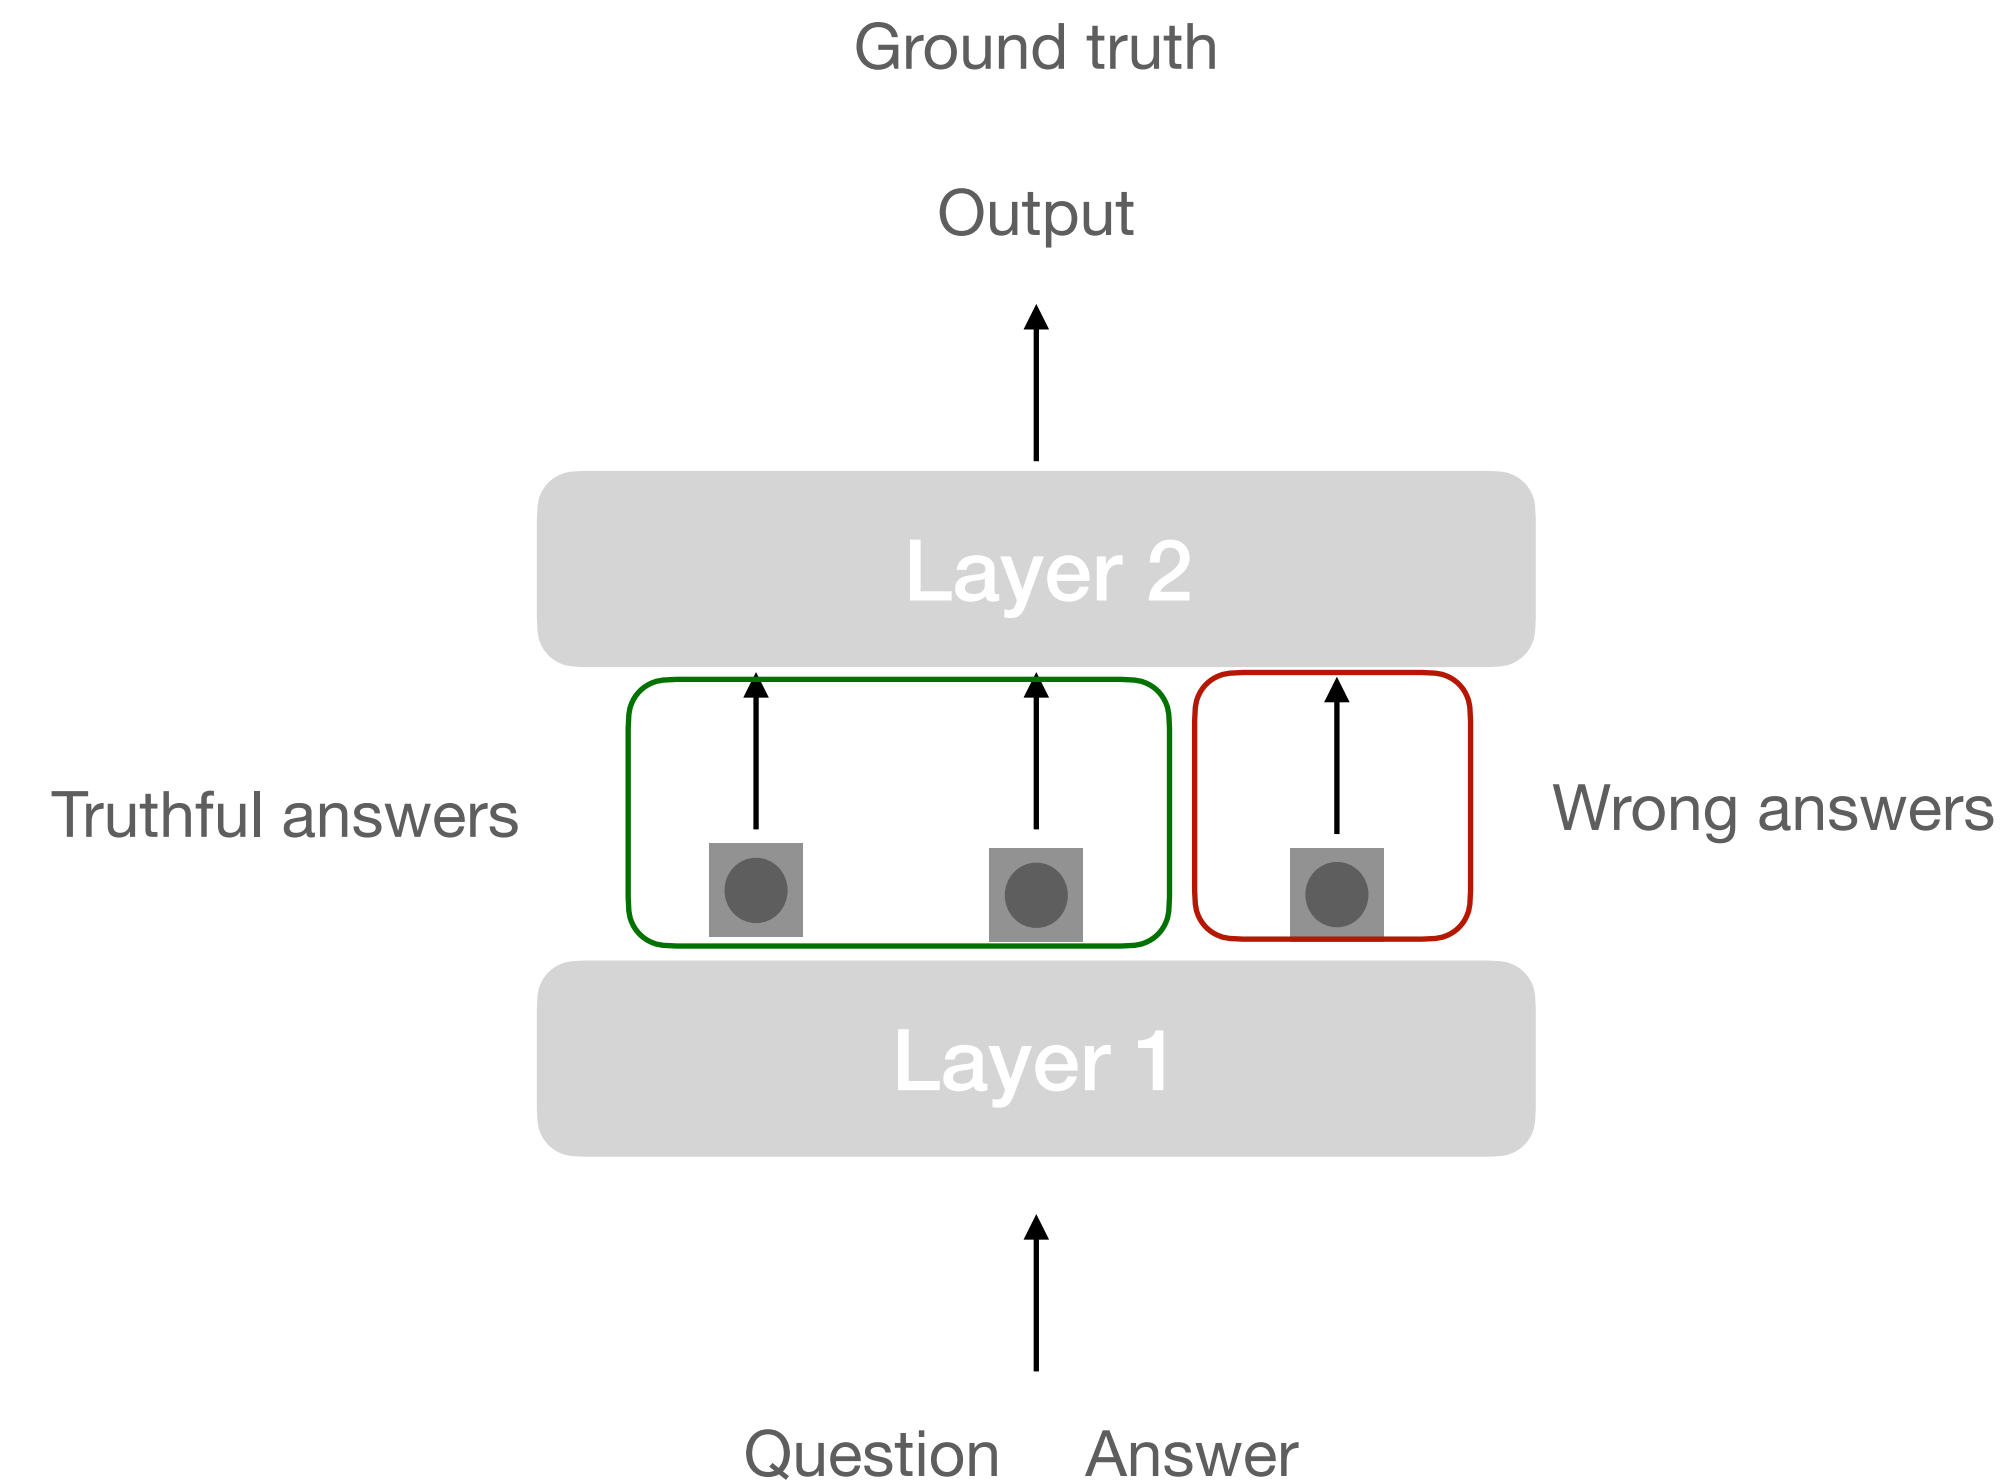 Ground truth
Output
Layer 2
Truthful answers
Wrong answers
Layer 1
Question Answer